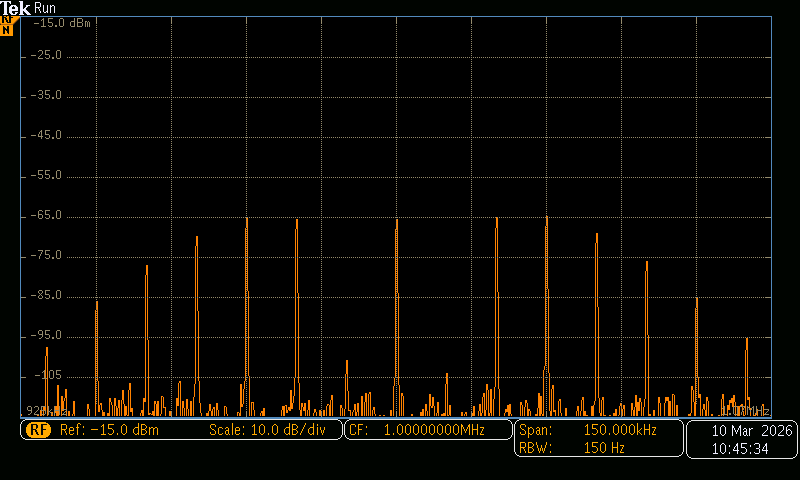 Tek Run
RF
N
-15.0 dBm
-25.0
-35.0
-45.0
-55.0
-65.0
-75.0
-85.0
-95.0
-105
RF Ref: -15.0 dBm Scale: 10.0 dB/div
CF: 1.00000000MHz
Span: 150.000kHz
RBW: 150 Hz
10 Mar 2026
10:45:34